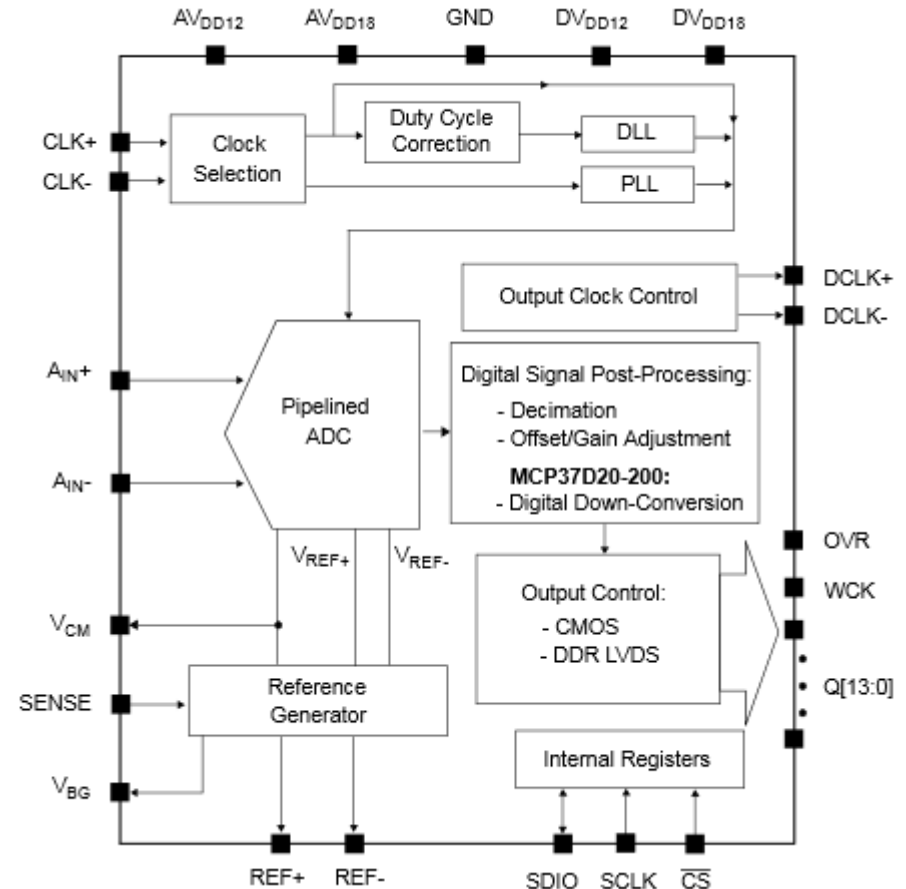 AVDD12 AVDD18 GND DVDD12 DVDD18
CLK+
CLK-
Clock
Selection
Duty Cycle
Correction
DLL
PLL
Output Clock Control
DCLK+
DCLK-
AIN+
AIN-
Pipelined
ADC
Digital Signal Post-Processing:
- Decimation
- Offset/Gain Adjustment
MCP37D20-200:
- Digital Down-Conversion
VREF+ VREF-
Output Control:
- CMOS
- DDR LVDS
OVR
WCK
Q[13:0]
VCM
SENSE
VBG
Reference
Generator
Internal Registers
REF+ REF- SDIO SCLK C̅S̅